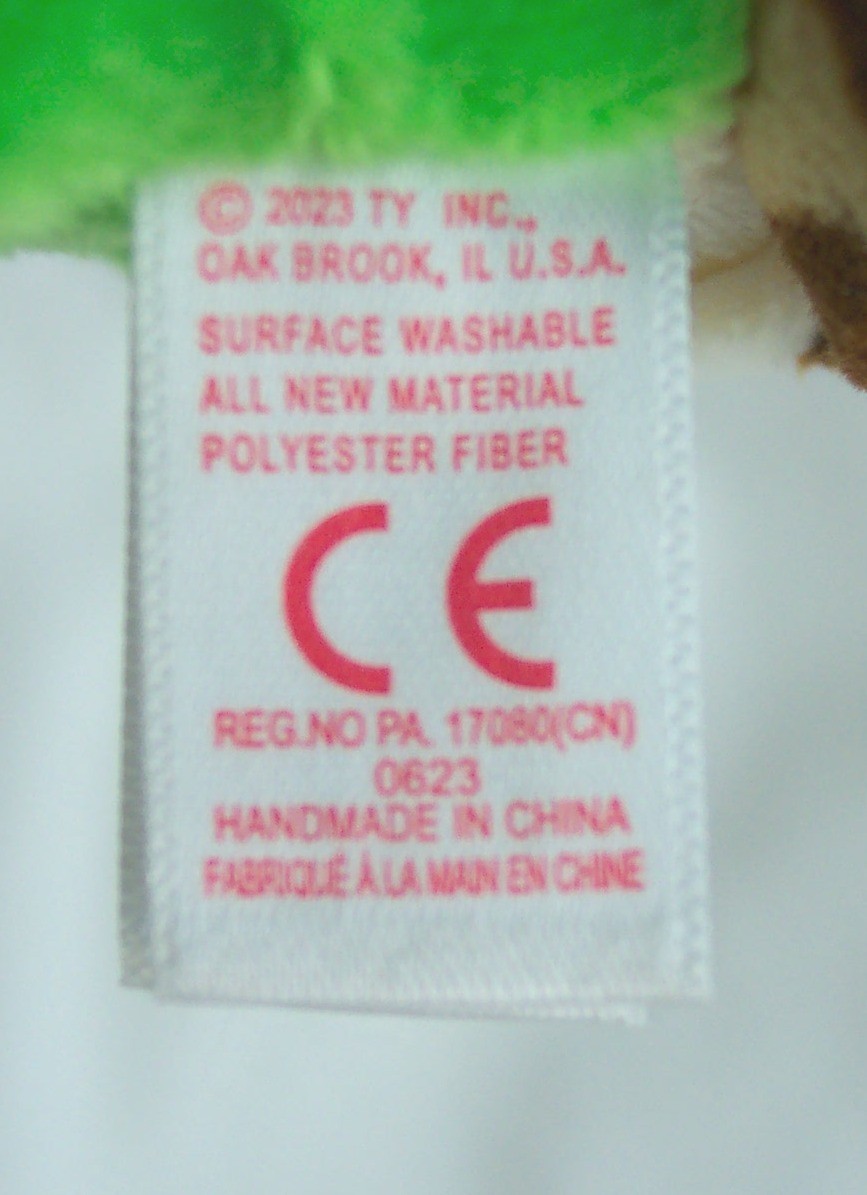 © 2023 TY INC.,
OAK BROOK, IL U.S.A.
SURFACE WASHABLE
ALL NEW MATERIAL
POLYESTER FIBER
CE
REG.NO PA. 17080(CN)
0623
HANDMADE IN CHINA
FABRIQUÉ À LA MAIN EN CHINE